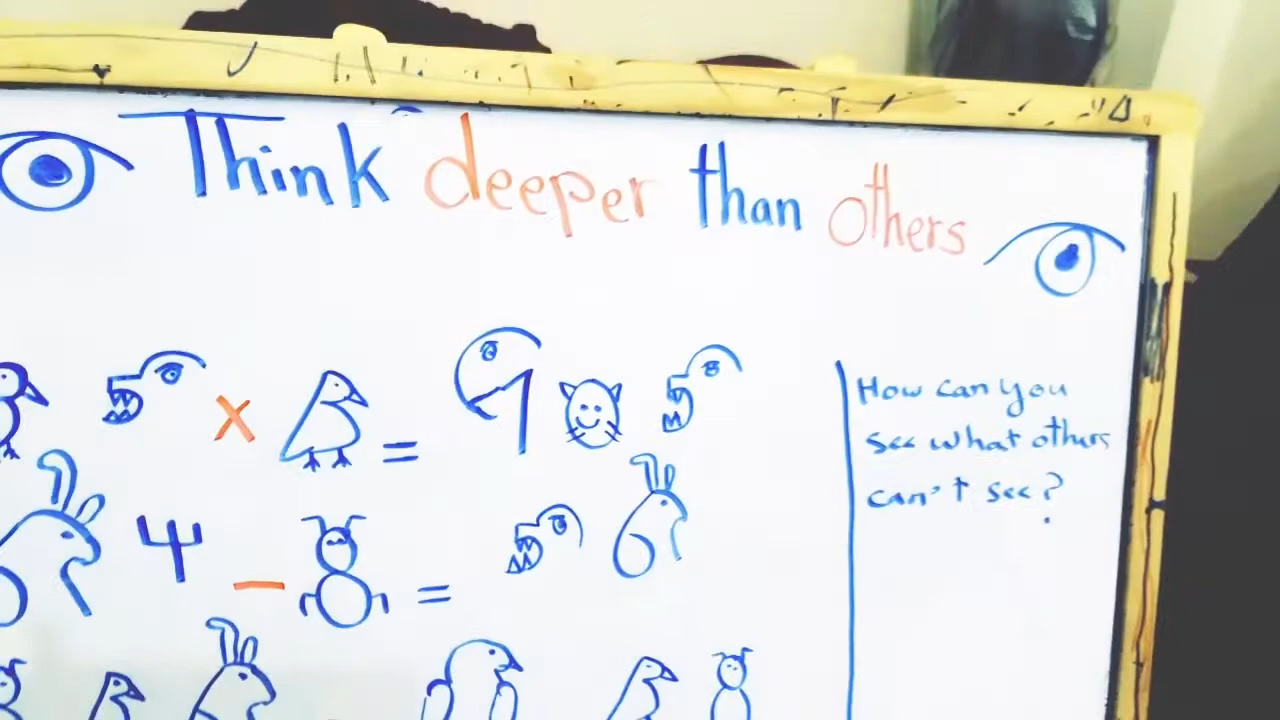 Think deeper than others
x =
How can you
see what others
can't see?
Ψ - =